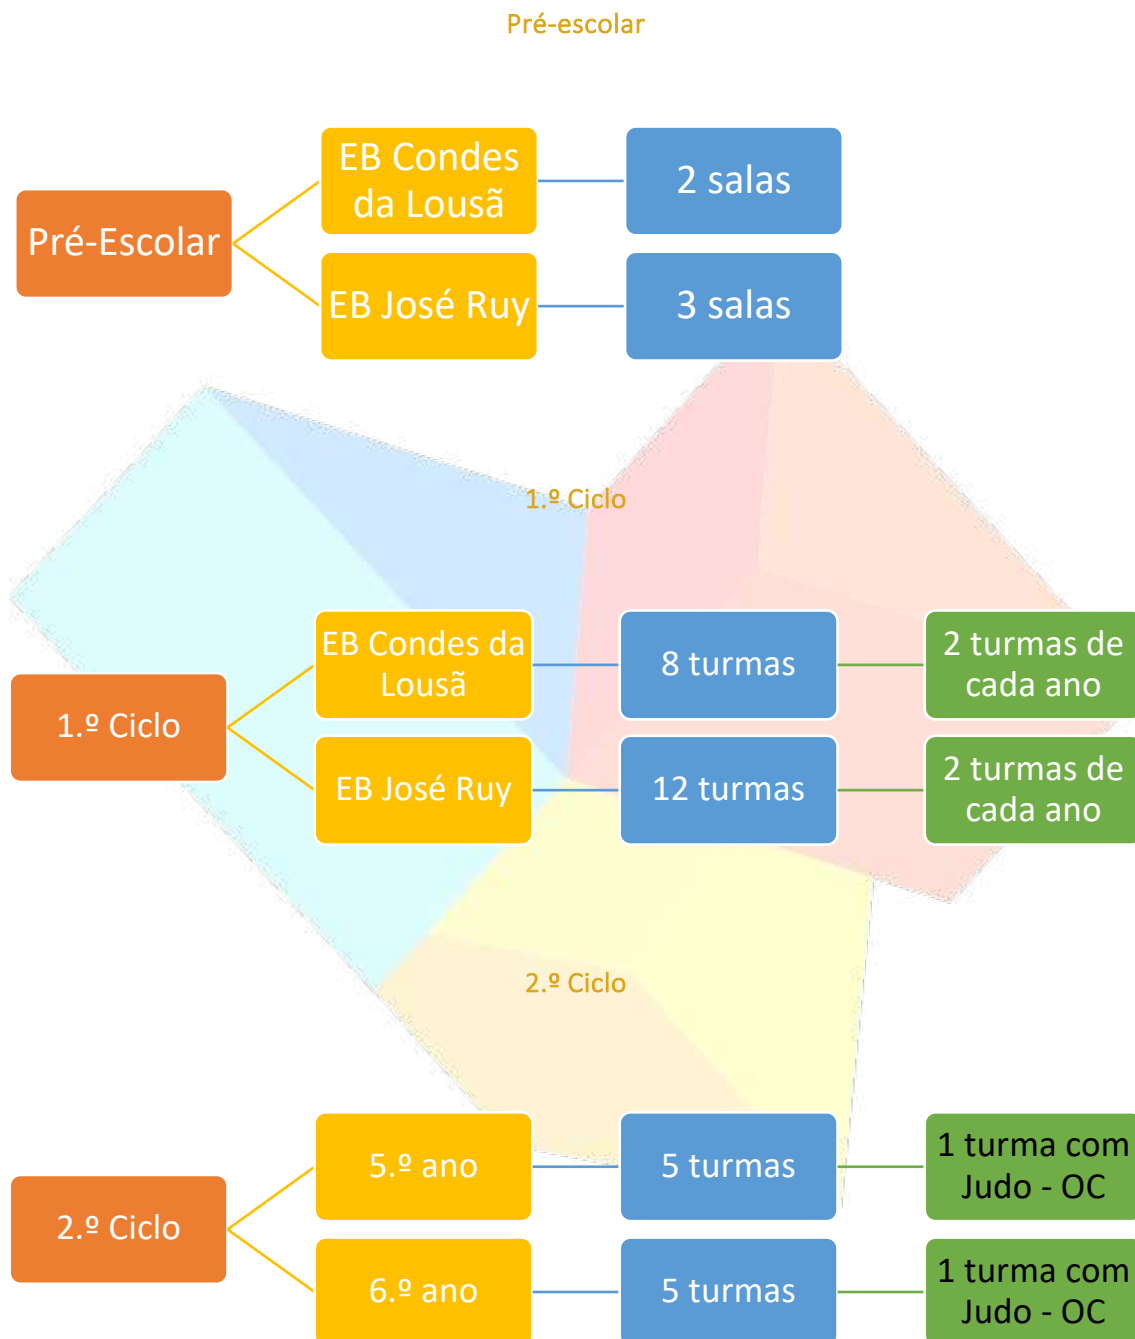 Pré-escolar
Pré-Escolar
EB Condes
da Lousã
2 salas
EB José Ruy
3 salas
1.º Ciclo
1.º Ciclo
EB Condes da
Lousã
8 turmas
2 turmas de
cada ano
EB José Ruy
12 turmas
2 turmas de
cada ano
2.º Ciclo
2.º Ciclo
5.º ano
5 turmas
1 turma com
Judo - OC
6.º ano
5 turmas
1 turma com
Judo - OC